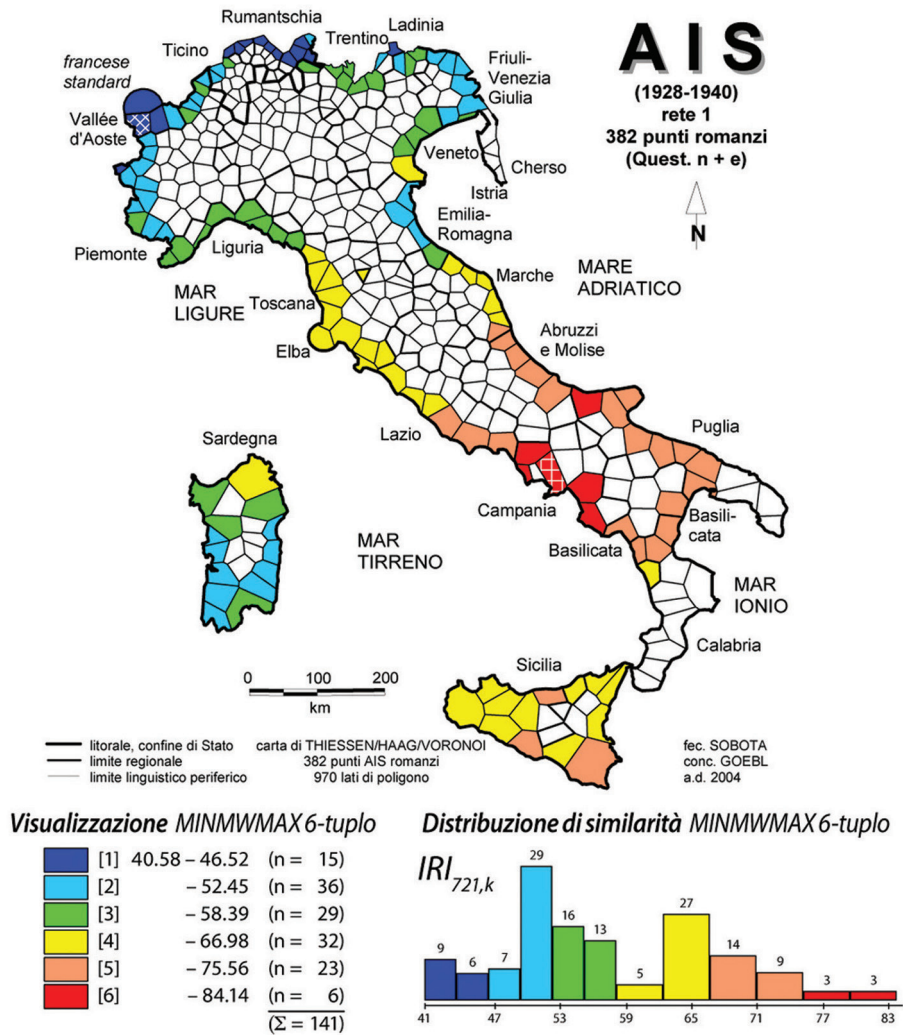 Rumantschia
Ladinia
Ticino
Trentino
francese
standard
Friuli-
Venezia
Giulia
Vallée
d'Aoste
AIS
(1928-1940)
rete 1
382 punti romanzi
(Quest. n + e)
N
Veneto
Cherso
Istria
Emilia-
Romagna
Piemonte
Liguria
Marche
MARE
ADRIATICO
MAR
LIGURE
Toscana
Abruzzi
e Molise
Elba
Puglia
Lazio
Sardegna
Campania
Basili-
cata
Basilicata
MAR
TIRRENO
MAR
IONIO
Calabria
Sicilia
0 100 200
km
litorale, confine di Stato
limite regionale
limite linguistico periferico
carta di THIESSEN/HAAG/VORONOI
382 punti AIS romanzi
970 lati di poligono
fec. SOBOTA
conc. GOEBL
a.d. 2004
Visualizzazione MINMWMAX 6-tuplo
[1] 40.58 – 46.52 (n = 15)
[2] – 52.45 (n = 36)
[3] – 58.39 (n = 29)
[4] – 66.98 (n = 32)
[5] – 75.56 (n = 23)
[6] – 84.14 (n = 6)
(Σ = 141)
Distribuzione di similarità MINMWMAX 6-tuplo
IRI721,k
9 6 7 29 16 13 5 27 14 9 3 3
41 47 53 59 65 71 77 83